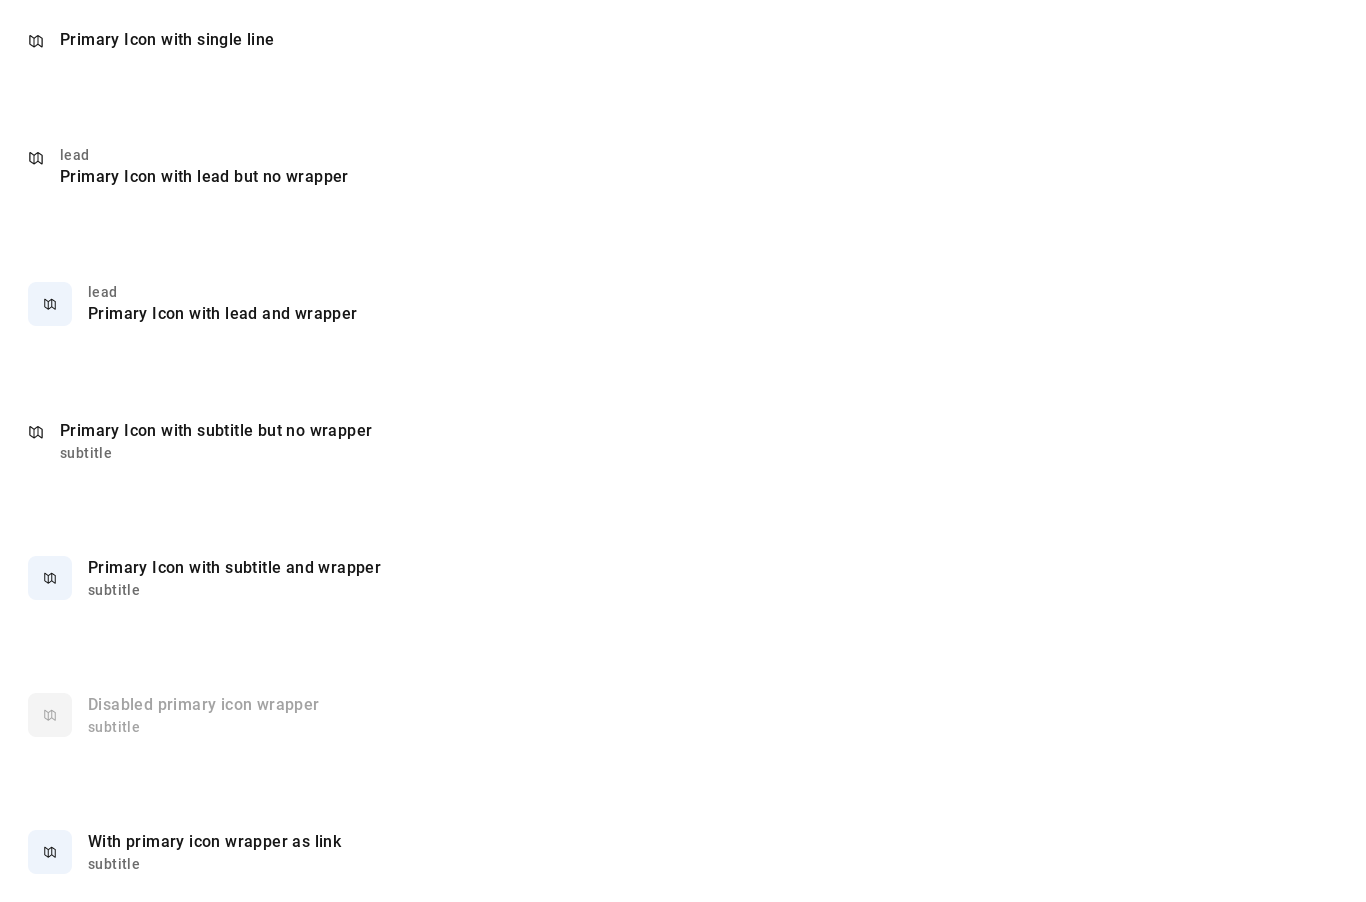 Primary Icon with single line
lead
Primary Icon with lead but no wrapper
lead
Primary Icon with lead and wrapper
Primary Icon with subtitle but no wrapper
subtitle
Primary Icon with subtitle and wrapper
subtitle
Disabled primary icon wrapper
subtitle
With primary icon wrapper as link
subtitle